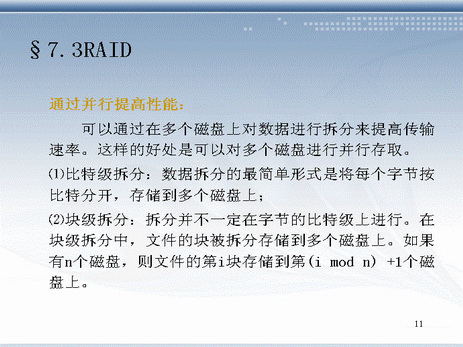 §7.3RAID
通过并行提高性能：
可以通过在多个磁盘上对数据进行拆分来提高传输
速率。这样的好处是可以对多个磁盘进行并行存取。
⑴比特级拆分：数据拆分的最简单形式是将每个字节按
比特分开，存储到多个磁盘上；
⑵块级拆分：拆分并不一定在字节的比特级上进行。在
块级拆分中，文件的块被拆分存储到多个磁盘上。如果
有n个磁盘，则文件的第i块存储到第(i mod n) +1个磁
盘上。
11